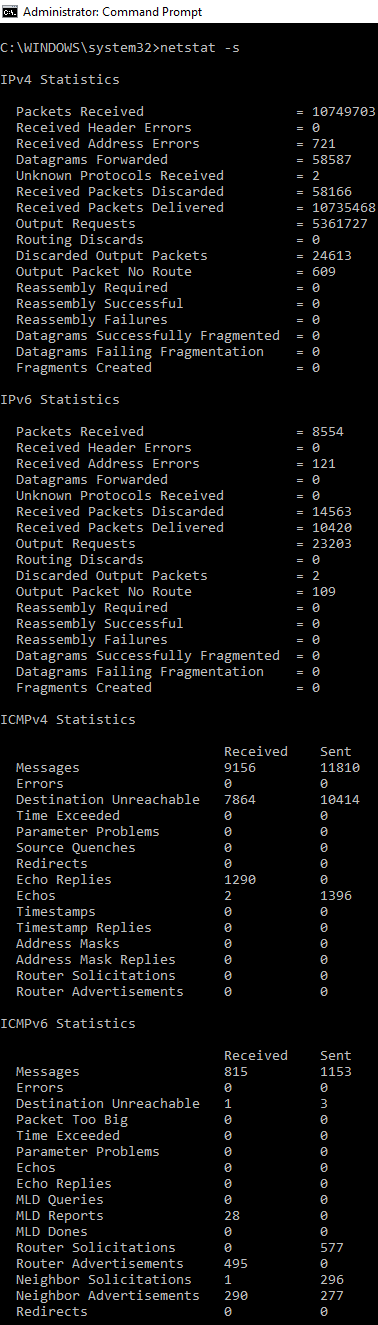 Administrator: Command Prompt
C:\WINDOWS\system32>netstat -s
IPv4 Statistics
Packets Received = 10749703
Received Header Errors = 0
Received Address Errors = 721
Datagrams Forwarded = 58587
Unknown Protocols Received = 2
Received Packets Discarded = 58166
Received Packets Delivered = 10735468
Output Requests = 5361727
Routing Discards = 0
Discarded Output Packets = 24613
Output Packet No Route = 609
Reassembly Required = 0
Reassembly Successful = 0
Reassembly Failures = 0
Datagrams Successfully Fragmented = 0
Datagrams Failing Fragmentation = 0
Fragments Created = 0
IPv6 Statistics
Packets Received = 8554
Received Header Errors = 0
Received Address Errors = 121
Datagrams Forwarded = 0
Unknown Protocols Received = 0
Received Packets Discarded = 14563
Received Packets Delivered = 10420
Output Requests = 23203
Routing Discards = 0
Discarded Output Packets = 2
Output Packet No Route = 109
Reassembly Required = 0
Reassembly Successful = 0
Reassembly Failures = 0
Datagrams Successfully Fragmented = 0
Datagrams Failing Fragmentation = 0
Fragments Created = 0
ICMPv4 Statistics
Received Sent
Messages 9156 11810
Errors 0 0
Destination Unreachable 7864 10414
Time Exceeded 0 0
Parameter Problems 0 0
Source Quenches 0 0
Redirects 0 0
Echo Replies 1290 0
Echos 2 1396
Timestamps 0 0
Timestamp Replies 0 0
Address Masks 0 0
Address Mask Replies 0 0
Router Solicitations 0 0
Router Advertisements 0 0
ICMPv6 Statistics
Received Sent
Messages 815 1153
Errors 0 0
Destination Unreachable 1 3
Packet Too Big 0 0
Time Exceeded 0 0
Parameter Problems 0 0
Echos 0 0
Echo Replies 0 0
MLD Queries 0 0
MLD Reports 28 0
MLD Dones 0 0
Router Solicitations 0 577
Router Advertisements 495 0
Neighbor Solicitations 1 296
Neighbor Advertisements 290 277
Redirects 0 0